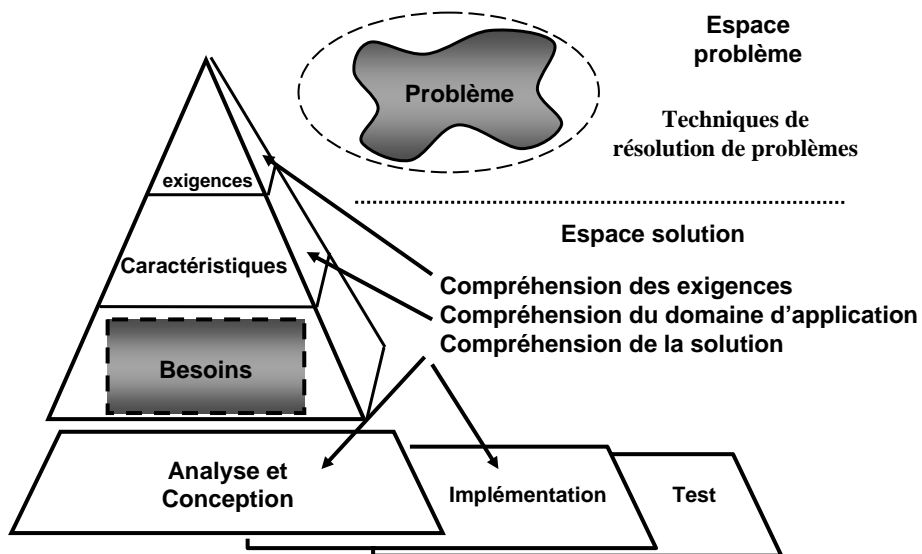 Espace
problème
Problème
Techniques de
résolution de problèmes
exigences
Espace solution
Caractéristiques
Compréhension des exigences
Compréhension du domaine d'application
Compréhension de la solution
Besoins
Analyse et
Conception
Implémentation
Test